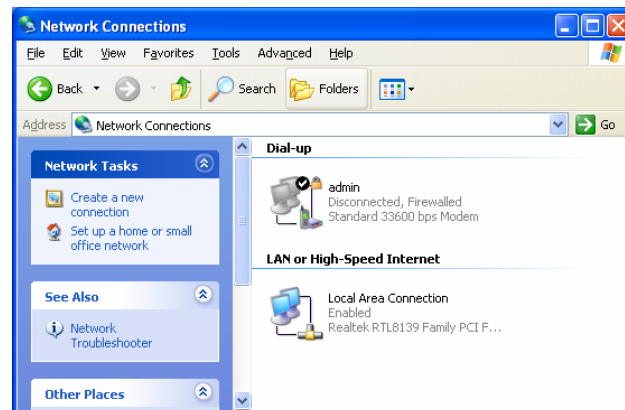 Network Connections
File Edit View Favorites Tools Advanced Help
Back Search Folders
Address Network Connections Go
Network Tasks
Create a new
connection
Set up a home or small
office network
See Also
Network
Troubleshooter
Other Places
Dial-up
admin
Disconnected, Firewalled
Standard 33600 bps Modem
LAN or High-Speed Internet
Local Area Connection
Enabled
Realtek RTL8139 Family PCI F...